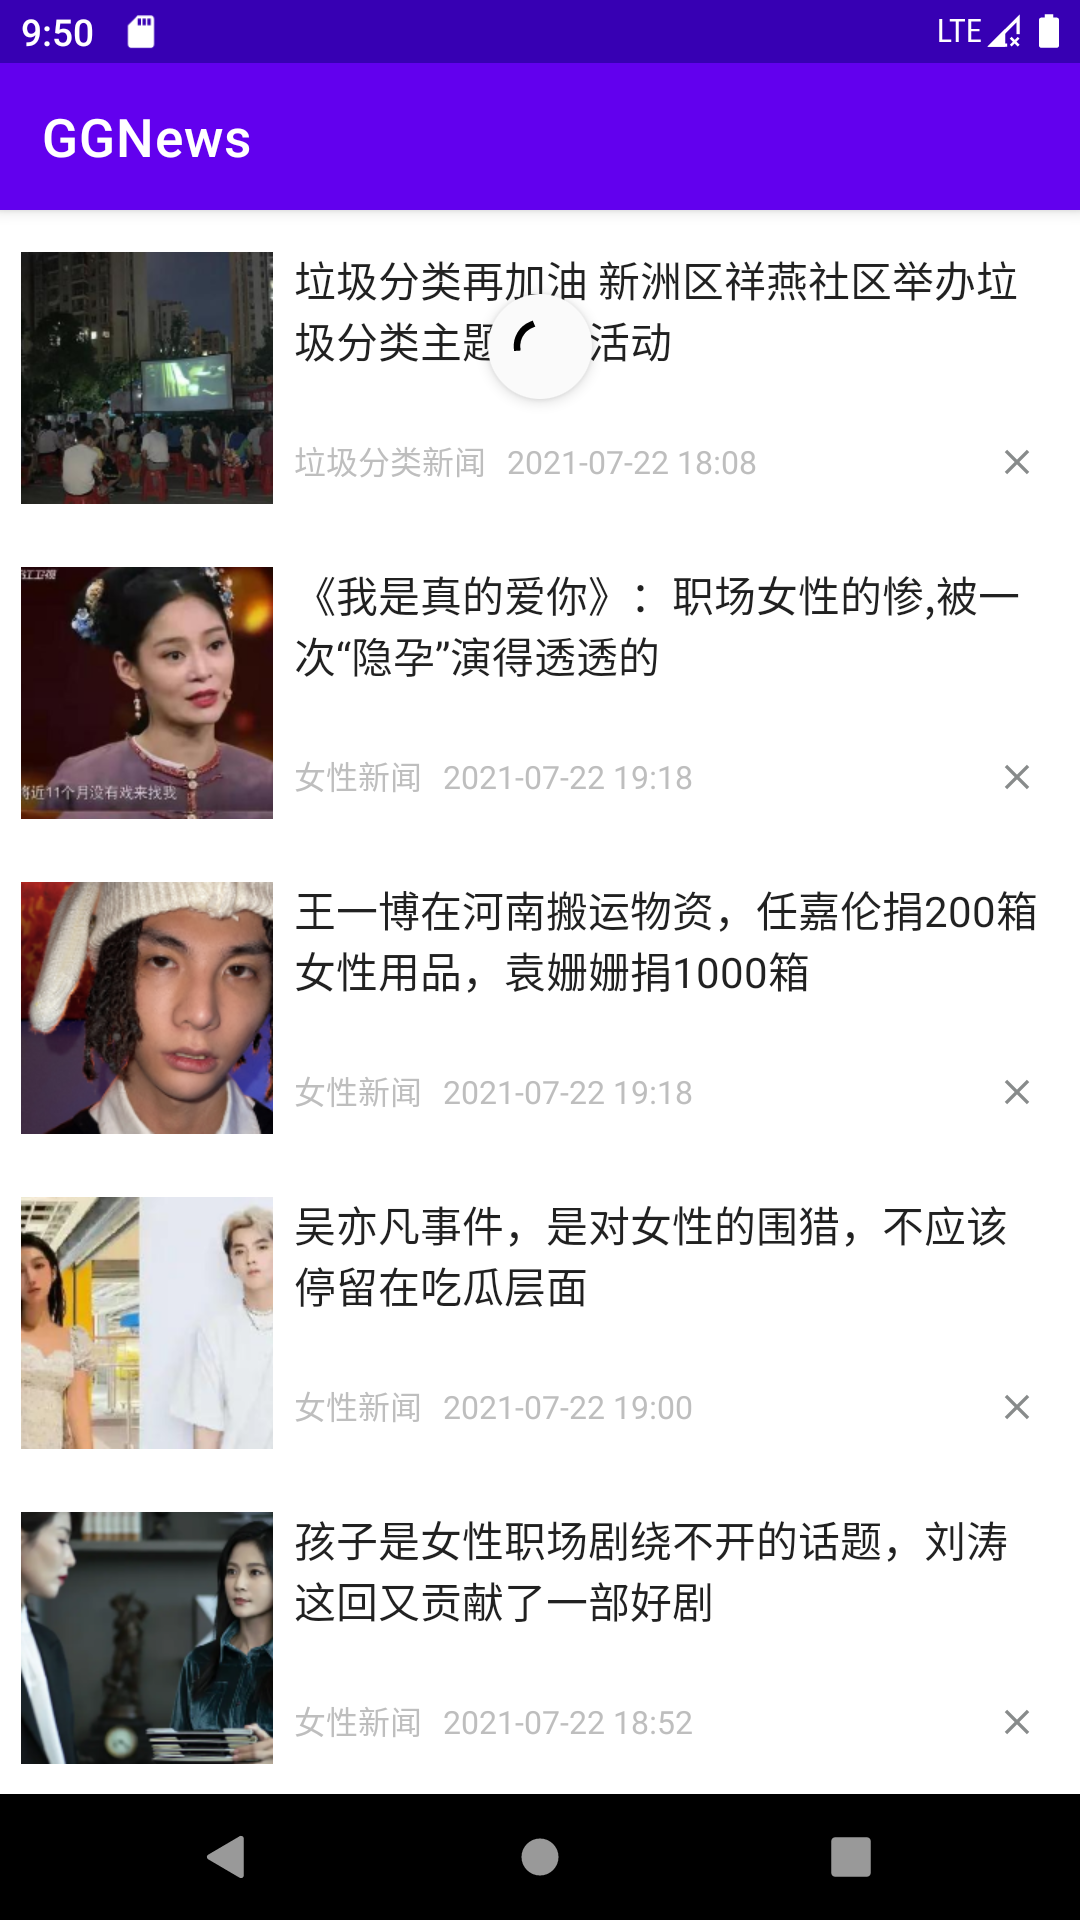 9:50
LTE
GGNews
垃圾分类再加油 新洲区祥燕社区举办垃
圾分类主题 活动
垃圾分类新闻 2021-07-22 18:08
《我是真的爱你》：职场女性的惨,被一
次“隐孕”演得透透的
将近11个月没有戏来找我
女性新闻 2021-07-22 19:18
王一博在河南搬运物资，任嘉伦捐200箱
女性用品，袁姗姗捐1000箱
女性新闻 2021-07-22 19:18
吴亦凡事件，是对女性的围猎，不应该
停留在吃瓜层面
女性新闻 2021-07-22 19:00
孩子是女性职场剧绕不开的话题，刘涛
这回又贡献了一部好剧
女性新闻 2021-07-22 18:52